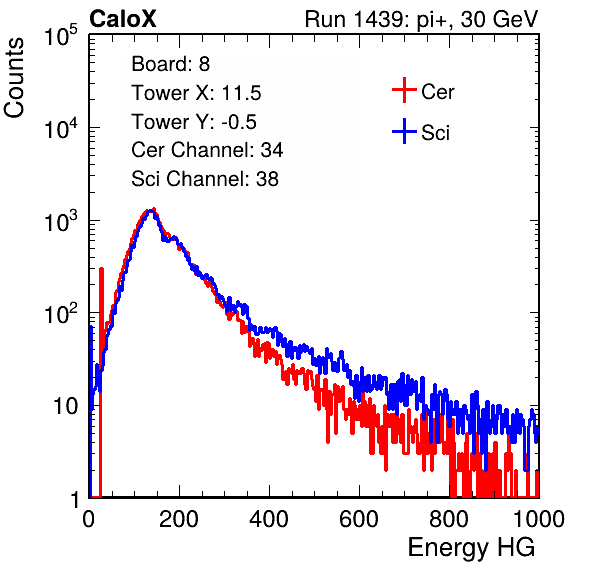 CaloX Run 1439: pi+, 30 GeV
Counts
Board: 8
Tower X: 11.5
Tower Y: -0.5
Cer Channel: 34
Sci Channel: 38
Cer
Sci
10^5
10^4
10^3
10^2
10
1
0 200 400 600 800 1000
Energy HG